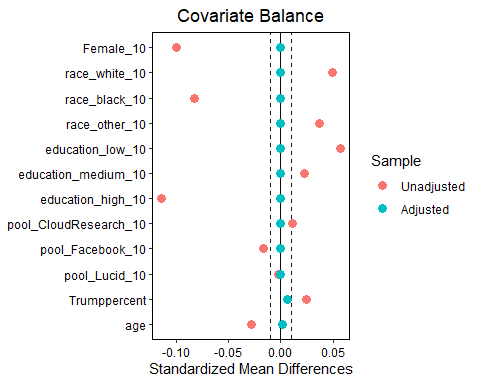 Covariate Balance
Female_10
race_white_10
race_black_10
race_other_10
education_low_10
education_medium_10
education_high_10
pool_CloudResearch_10
pool_Facebook_10
pool_Lucid_10
Trumppercent
age
-0.10 -0.05 0.00 0.05
Standardized Mean Differences
Sample
Unadjusted
Adjusted